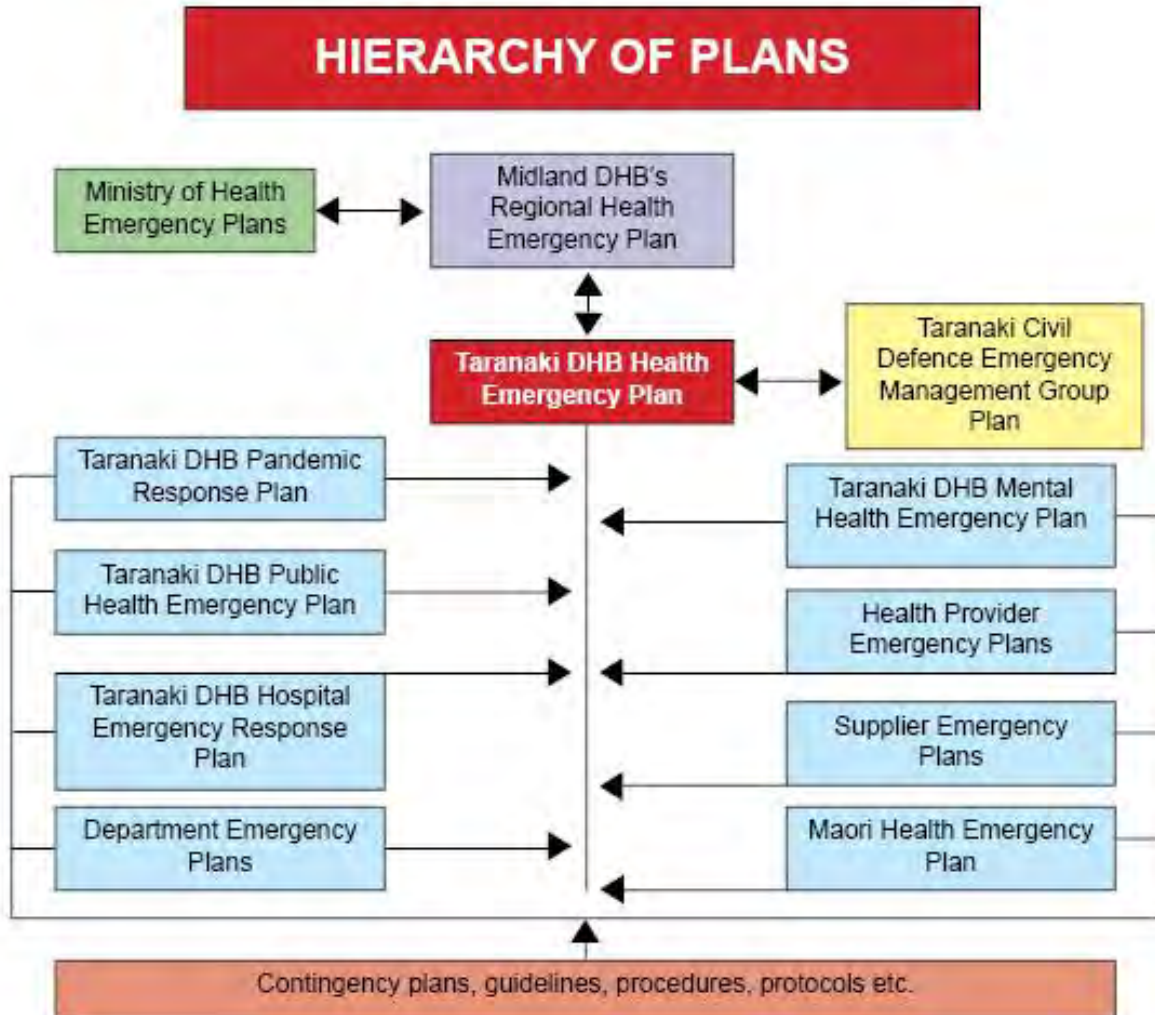 HIERARCHY OF PLANS
Ministry of Health
Emergency Plans
Midland DHB's
Regional Health
Emergency Plan
Taranaki DHB Health
Emergency Plan
Taranaki Civil
Defence Emergency
Management Group
Plan
Taranaki DHB Pandemic
Response Plan
Taranaki DHB Public
Health Emergency Plan
Taranaki DHB Hospital
Emergency Response
Plan
Department Emergency
Plans
Taranaki DHB Mental
Health Emergency Plan
Health Provider
Emergency Plans
Supplier Emergency
Plans
Maori Health Emergency
Plan
Contingency plans, guidelines, procedures, protocols etc.